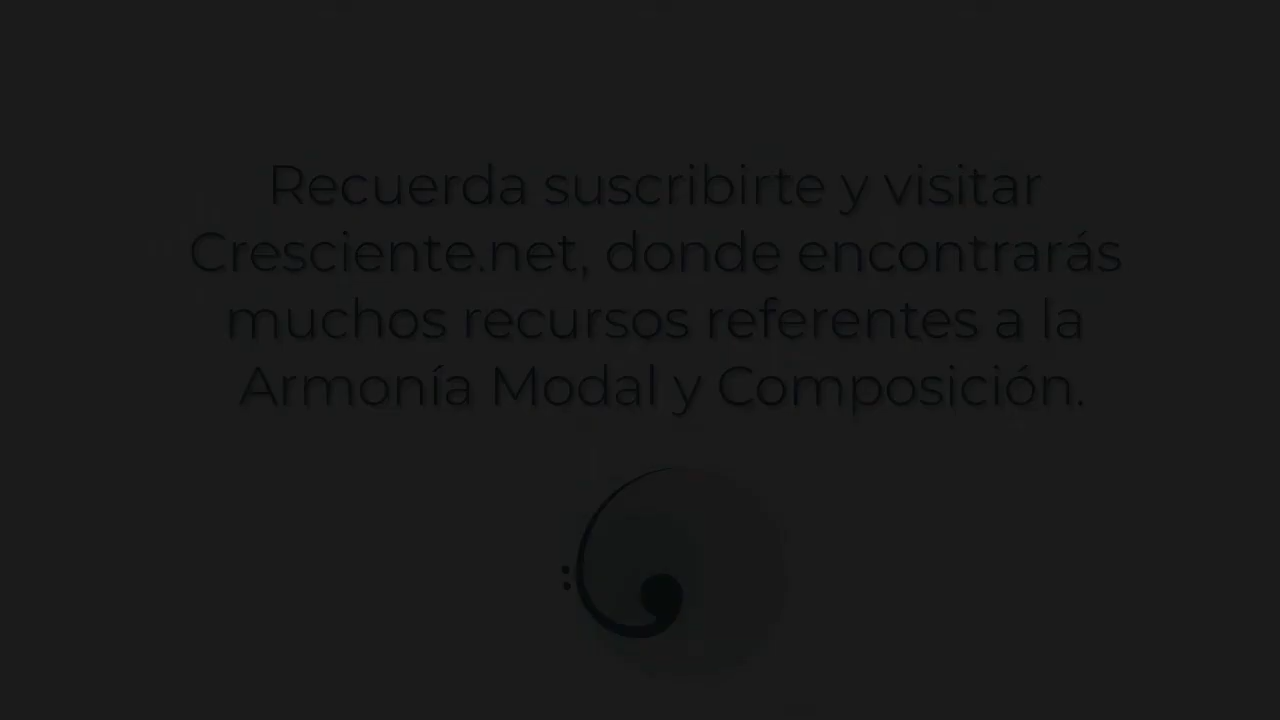 Recuerda suscribirte y visitar
Cresciente.net, donde encontrarás
muchos recursos referentes a la
Armonía Modal y Composición.